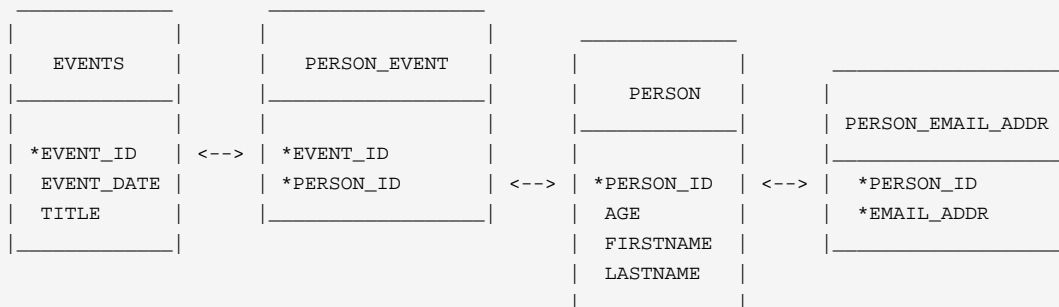 EVENTS
PERSON_EVENT
PERSON
PERSON_EMAIL_ADDR
*EVENT_ID <--> *EVENT_ID
EVENT_DATE *PERSON_ID <--> *PERSON_ID <--> *PERSON_ID
TITLE AGE *EMAIL_ADDR
FIRSTNAME
LASTNAME